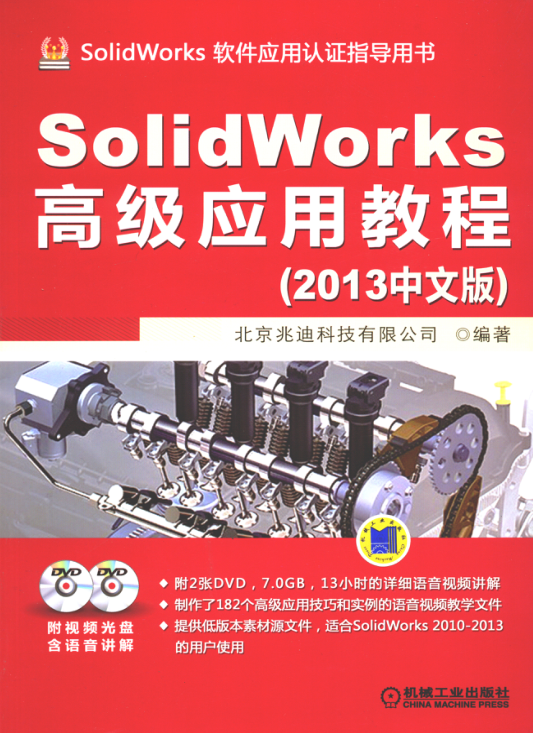 SolidWorks 软件应用认证指导用书
SolidWorks
高级应用教程
(2013中文版)
北京兆迪科技有限公司 ◎编著
DVD DVD
附视频光盘
含语音讲解
◆ 附2张DVD，7.0GB，13小时的详细语音视频讲解
◆ 制作了182个高级应用技巧和实例的语音视频教学文件
◆ 提供低版本素材源文件，适合SolidWorks 2010-2013
的用户使用
机械工业出版社
CHINA MACHINE PRESS